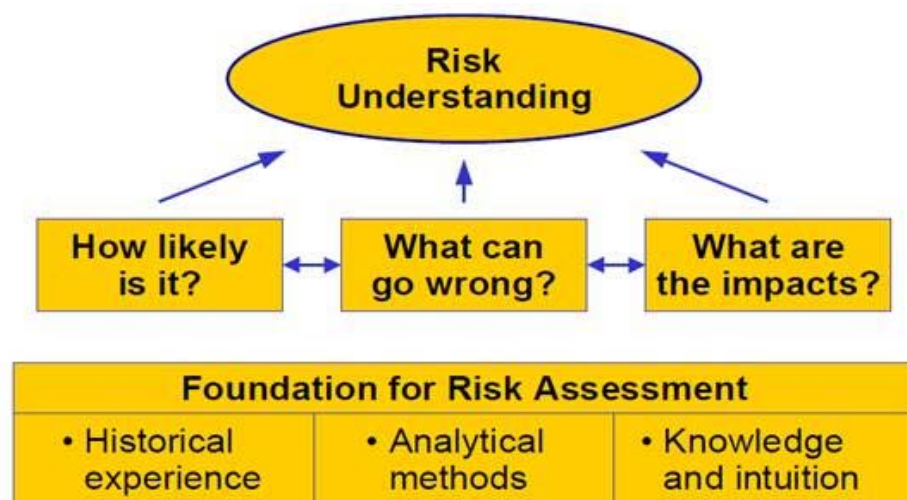 Risk
Understanding
How likely
is it?
What can
go wrong?
What are
the impacts?
Foundation for Risk Assessment
• Historical
experience
• Analytical
methods
• Knowledge
and intuition